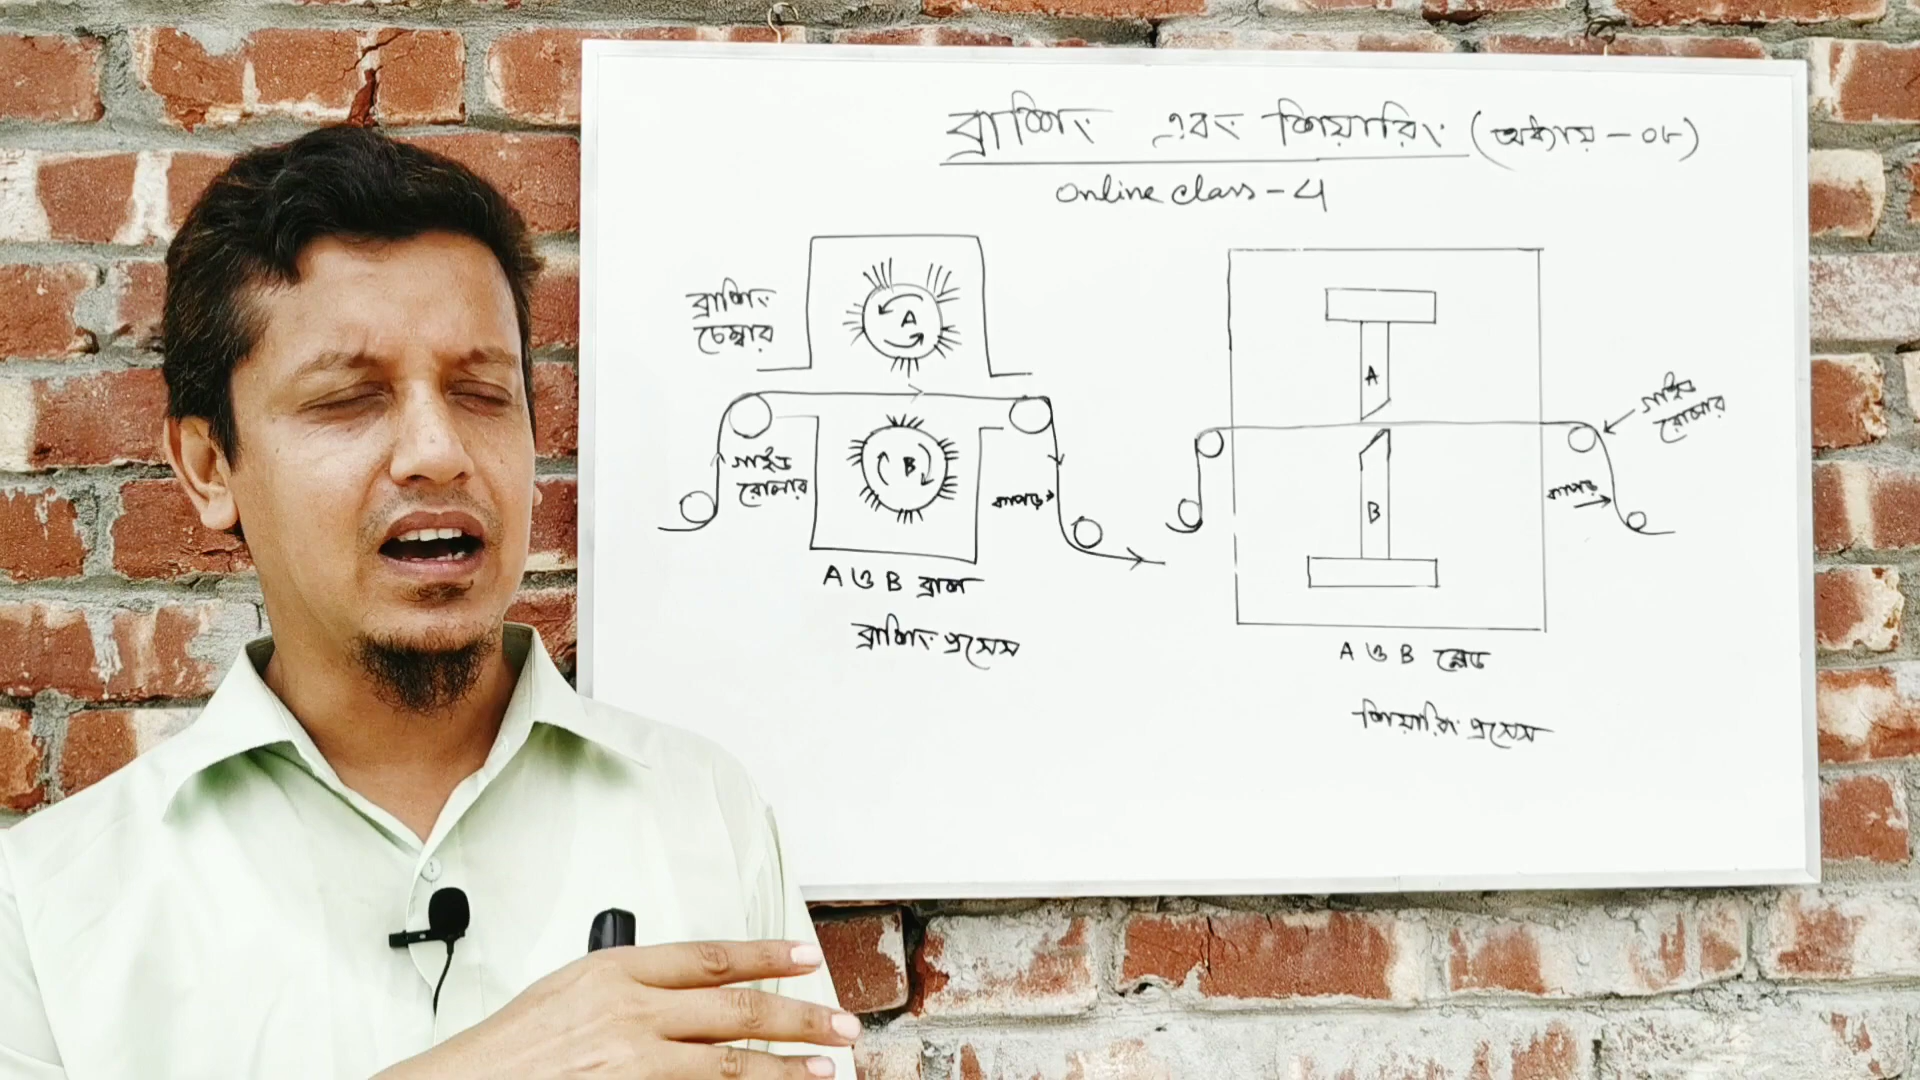 ব্রাশিং এবং শিয়ারিং (অধ্যায় - ০৮)
Online class - 4
ব্রাশিং
চেম্বার
A
গাইড
রোলার
B
কাপড়
A ও B ব্রাশ
ব্রাশিং প্রসেস
A
গাইড
রোলার
কাপড়
B
A ও B ব্লেড
শিয়ারিং প্রসেস